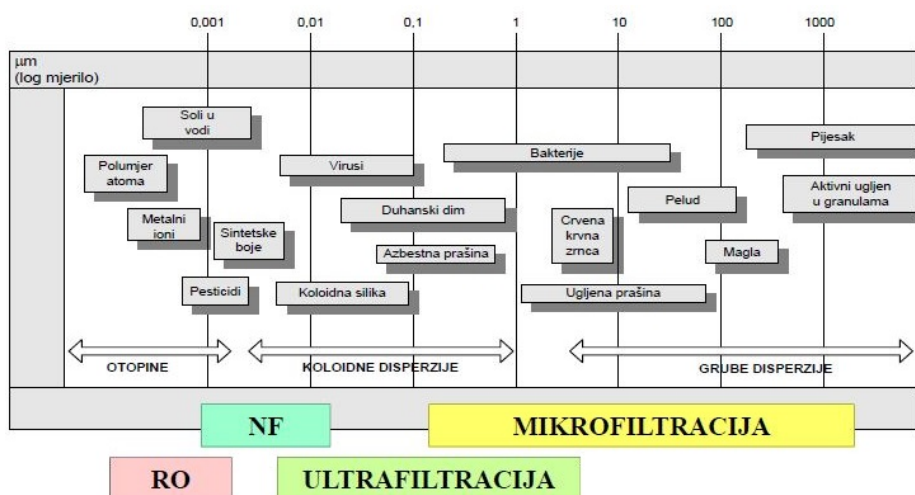 0,001 0,01 0,1 1 10 100 1000
µm
(log mjerilo)
Soli u
vodi
Pijesak
Bakterije
Polumjer
atoma
Virusi
Aktivni ugljen
u granulama
Pelud
Duhanski dim
Metalni
ioni
Sintetske
boje
Crvena
krvna
zrnca
Azbestna prašina
Magla
Pesticidi
Koloidna silika
Ugljena prašina
OTOPINE
KOLOIDNE DISPERZIJE
GRUBE DISPERZIJE
NF
MIKROFILTRACIJA
RO
ULTRAFILTRACIJA